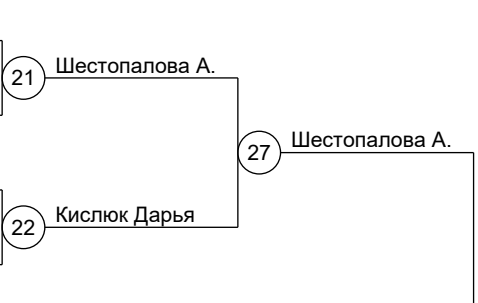 Шестопалова А.
21
Шестопалова А.
27
Кислюк Дарья
22